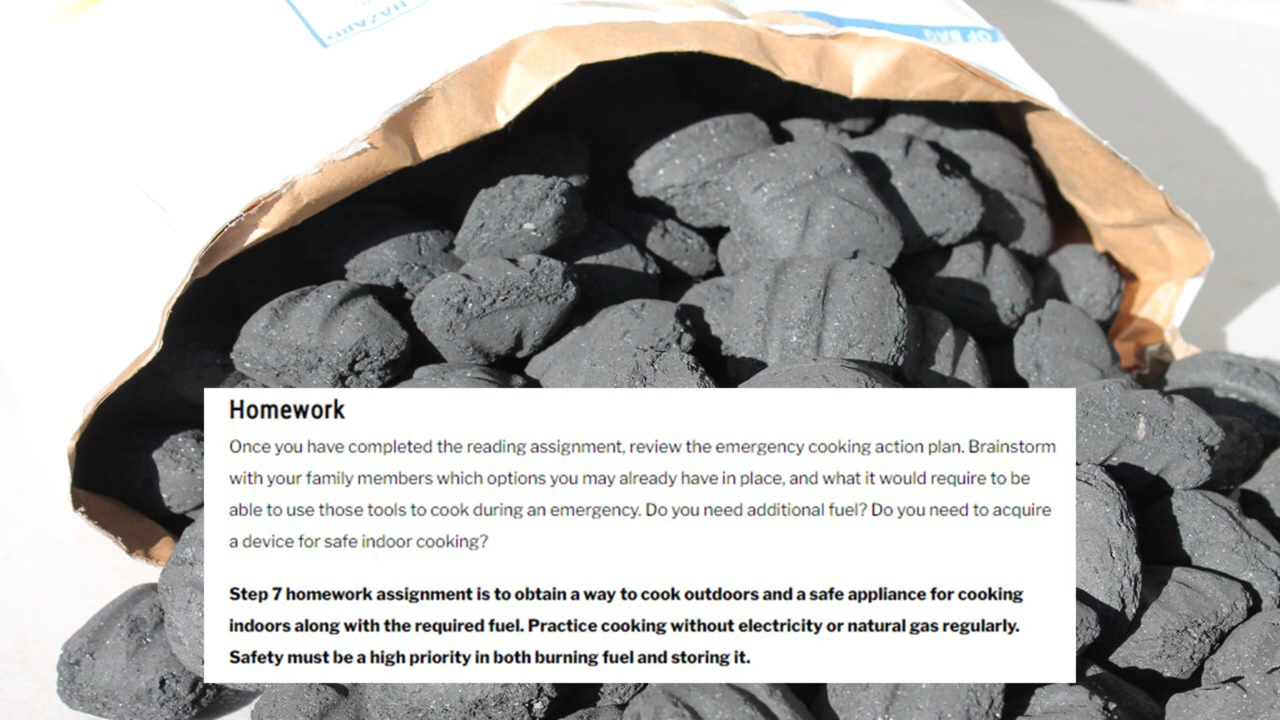 HAZARD
OF BAG
Homework
Once you have completed the reading assignment, review the emergency cooking action plan. Brainstorm
with your family members which options you may already have in place, and what it would require to be
able to use those tools to cook during an emergency. Do you need additional fuel? Do you need to acquire
a device for safe indoor cooking?
Step 7 homework assignment is to obtain a way to cook outdoors and a safe appliance for cooking
indoors along with the required fuel. Practice cooking without electricity or natural gas regularly.
Safety must be a high priority in both burning fuel and storing it.